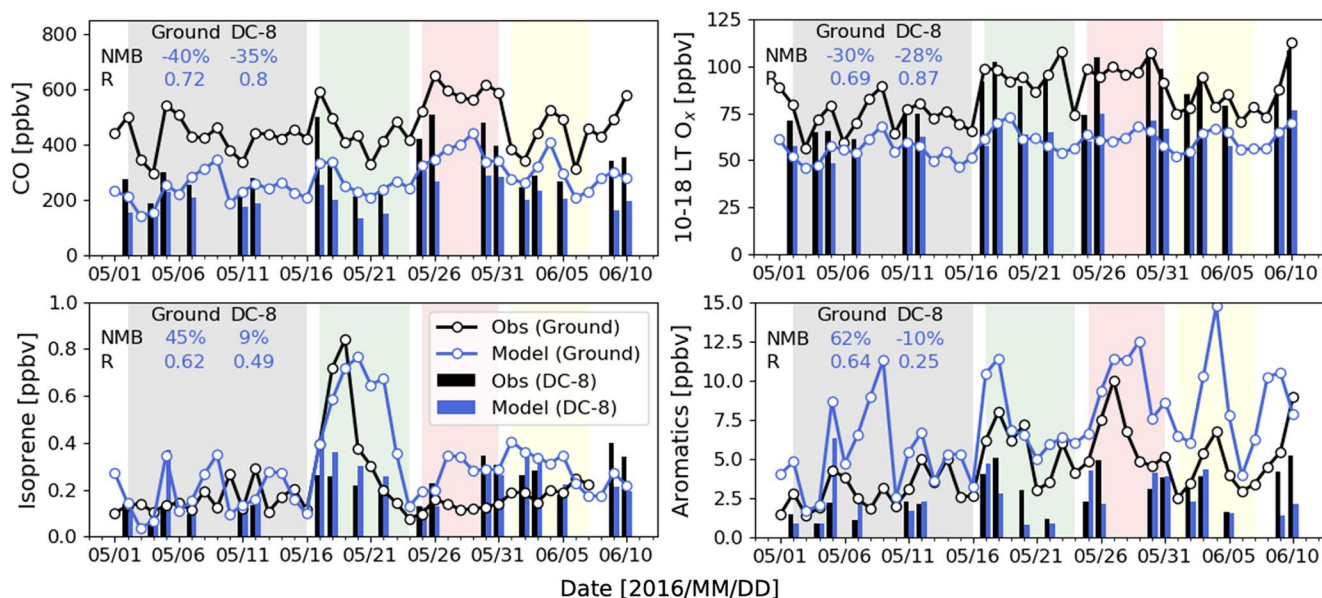 CO [ppbv]
800
600
400
200
0
Ground DC-8
NMB -40% -35%
R 0.72 0.8
05/01 05/06 05/11 05/16 05/21 05/26 05/31 06/05 06/10
10-18 LT Ox [ppbv]
125
100
75
50
25
0
Ground DC-8
NMB -30% -28%
R 0.69 0.87
05/01 05/06 05/11 05/16 05/21 05/26 05/31 06/05 06/10
Isoprene [ppbv]
1.0
0.8
0.6
0.4
0.2
0.0
Ground DC-8
NMB 45% 9%
R 0.62 0.49
Obs (Ground)
Model (Ground)
Obs (DC-8)
Model (DC-8)
05/01 05/06 05/11 05/16 05/21 05/26 05/31 06/05 06/10
Aromatics [ppbv]
15.0
12.5
10.0
7.5
5.0
2.5
0.0
Ground DC-8
NMB 62% -10%
R 0.64 0.25
05/01 05/06 05/11 05/16 05/21 05/26 05/31 06/05 06/10
Date [2016/MM/DD]